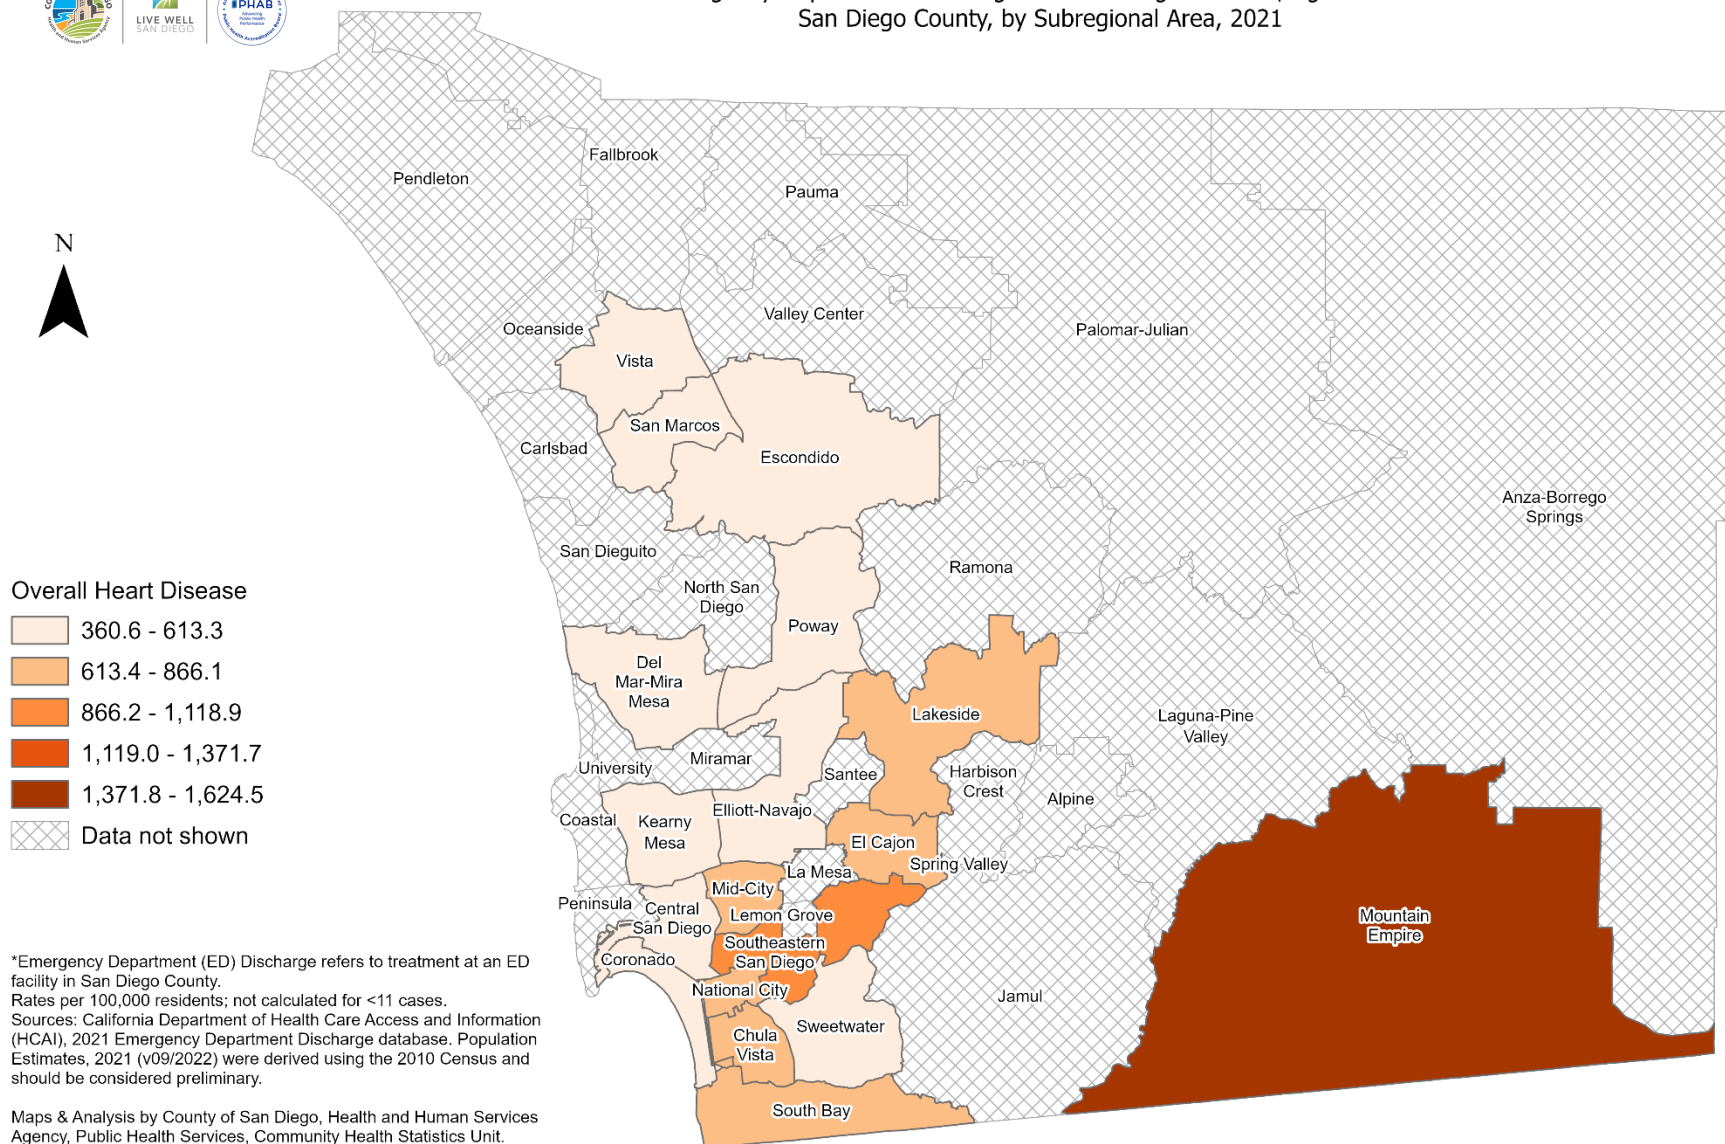 LIVE WELL
SAN DIEGO
PHAB
Advancing
Public Health
Performance
San Diego County, by Subregional Area, 2021
N
Pendleton
Fallbrook
Pauma
Oceanside
Valley Center
Palomar-Julian
Vista
San Marcos
Carlsbad
Escondido
Anza-Borrego
Springs
San Dieguito
North San
Diego
Ramona
Poway
Del
Mar-Mira
Mesa
Lakeside
Laguna-Pine
Valley
University
Miramar
Santee
Harbison
Crest
Alpine
Coastal
Kearny
Mesa
Elliott-Navajo
El Cajon
Spring Valley
La Mesa
Mid-City
Peninsula
Central
San Diego
Lemon Grove
Southeastern
San Diego
Mountain
Empire
Coronado
National City
Jamul
Sweetwater
Chula
Vista
South Bay
Overall Heart Disease
360.6 - 613.3
613.4 - 866.1
866.2 - 1,118.9
1,119.0 - 1,371.7
1,371.8 - 1,624.5
Data not shown
*Emergency Department (ED) Discharge refers to treatment at an ED
facility in San Diego County.
Rates per 100,000 residents; not calculated for <11 cases.
Sources: California Department of Health Care Access and Information
(HCAI), 2021 Emergency Department Discharge database. Population
Estimates, 2021 (v09/2022) were derived using the 2010 Census and
should be considered preliminary.
Maps & Analysis by County of San Diego, Health and Human Services
Agency, Public Health Services, Community Health Statistics Unit.